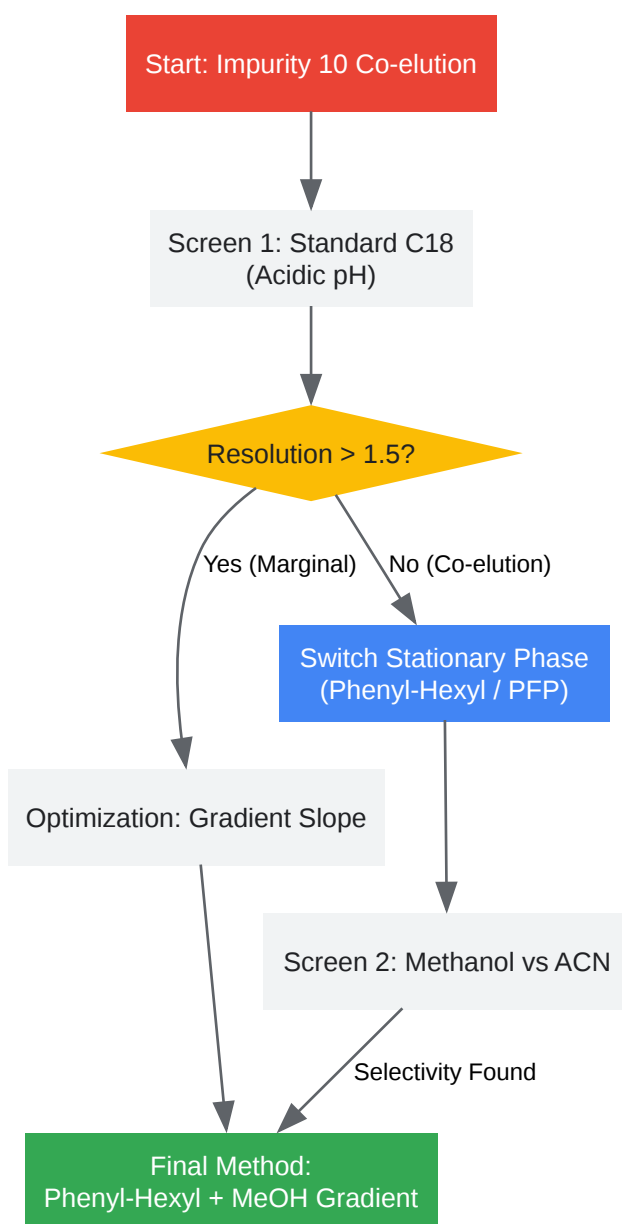 Start: Impurity 10 Co-elution
Screen 1: Standard C18
(Acidic pH)
Resolution > 1.5?
Yes (Marginal)
No (Co-elution)
Switch Stationary Phase
(Phenyl-Hexyl / PFP)
Optimization: Gradient Slope
Screen 2: Methanol vs ACN
Selectivity Found
Final Method:
Phenyl-Hexyl + MeOH Gradient